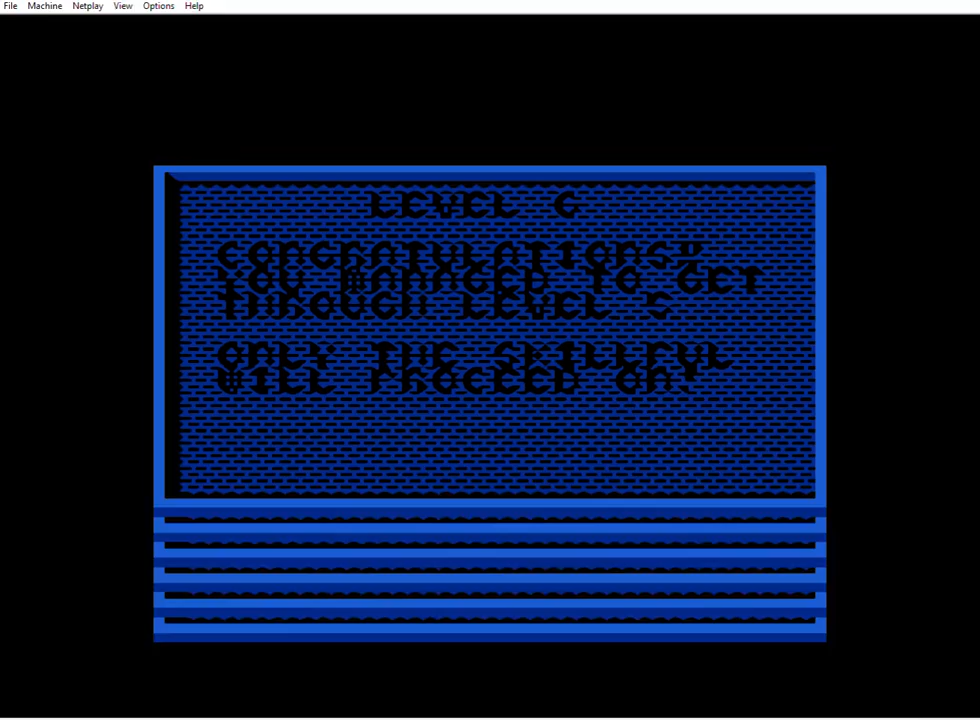 File Machine Netplay View Options Help
LEVEL 6
CONGRATULATIONS!!
YOU MANAGED TO GET
THROUGH LEVEL 5
ONLY THE SKILLFUL
WILL PROCEED ON!